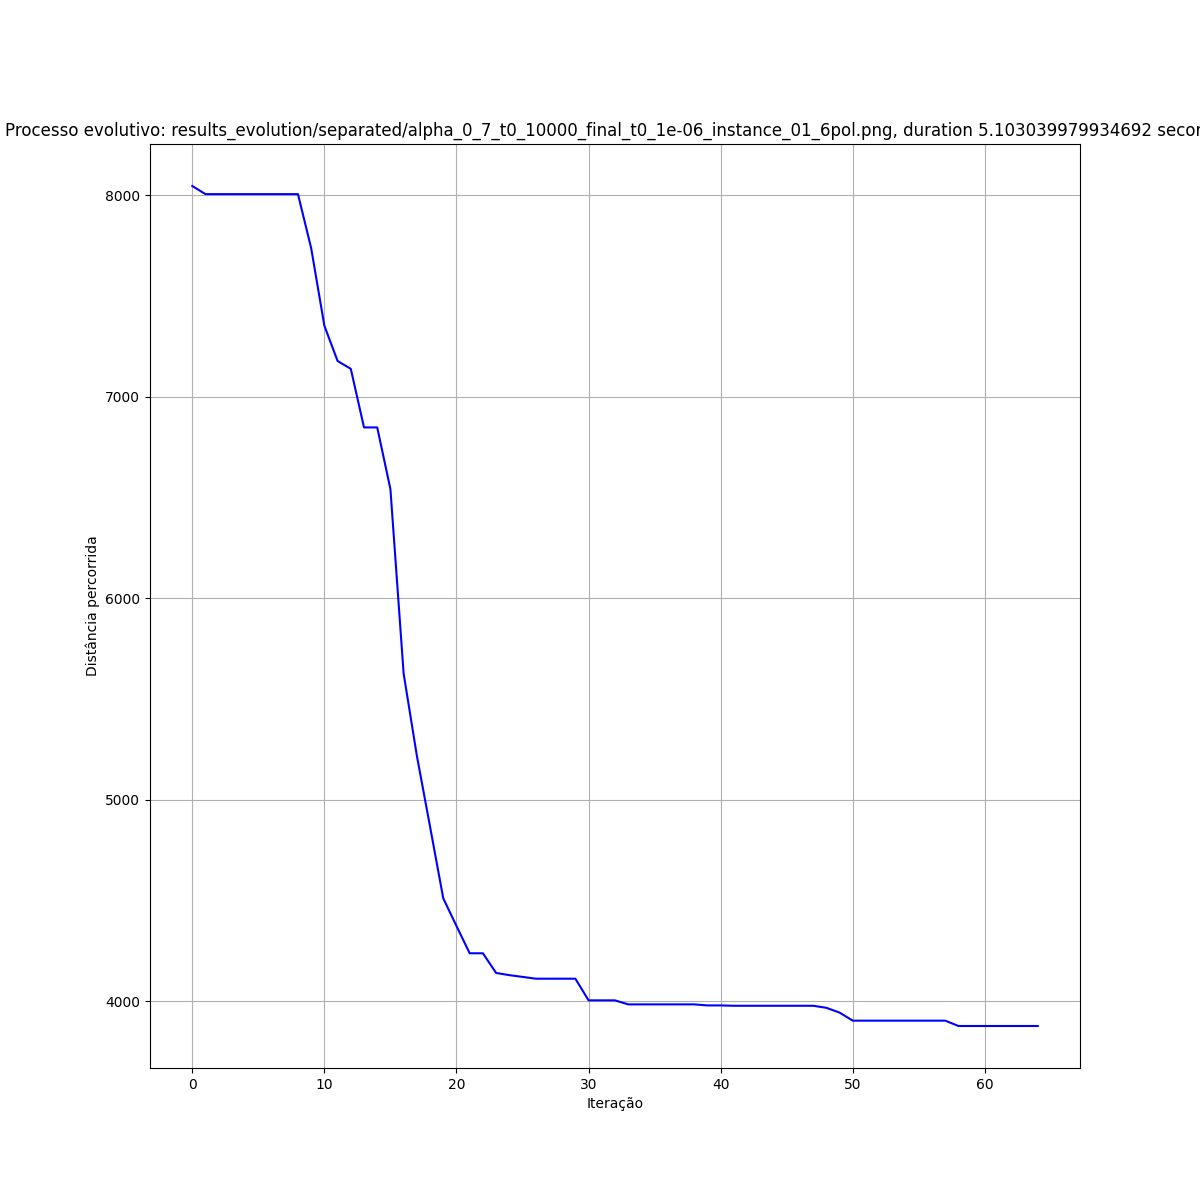 Processo evolutivo: results_evolution/separated/alpha_0_7_t0_10000_final_t0_1e-06_instance_01_6pol.png, duration 5.103039979934692
8000
7000
6000
5000
4000
Distância percorrida
0 10 20 30 40 50 60
Iteração